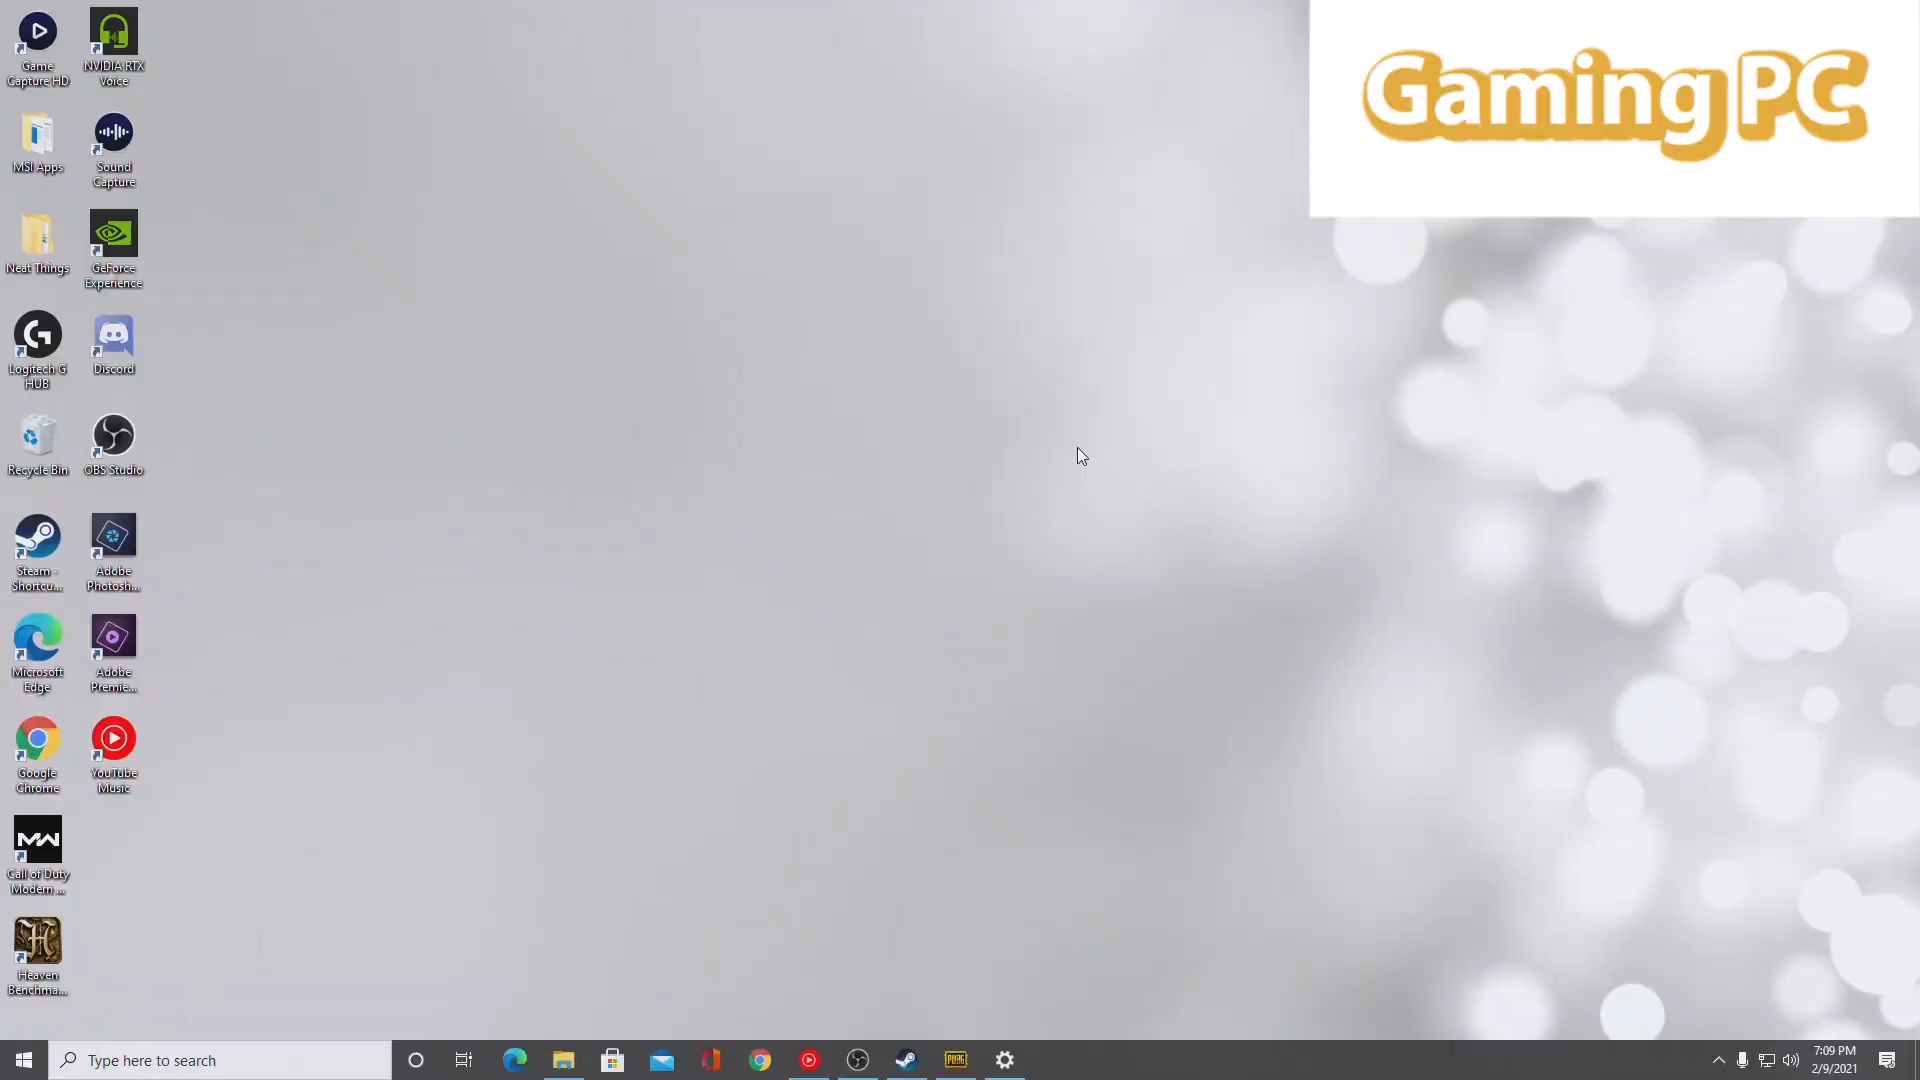 Gaming PC
Game
Capture HD
NVIDIA RTX
Voice
MSI Apps
Sound
Capture
Neat Things
GeForce
Experience
Logitech G
HUB
Discord
Recycle Bin
OBS Studio
Steam -
Shortcu...
Adobe
Photosh...
Microsoft
Edge
Adobe
Premie...
Google
Chrome
YouTube
Music
MW
Call of Duty
Modern ...
H
Heaven
Benchma...
Type here to search
PUBG
7:09 PM
2/9/2021